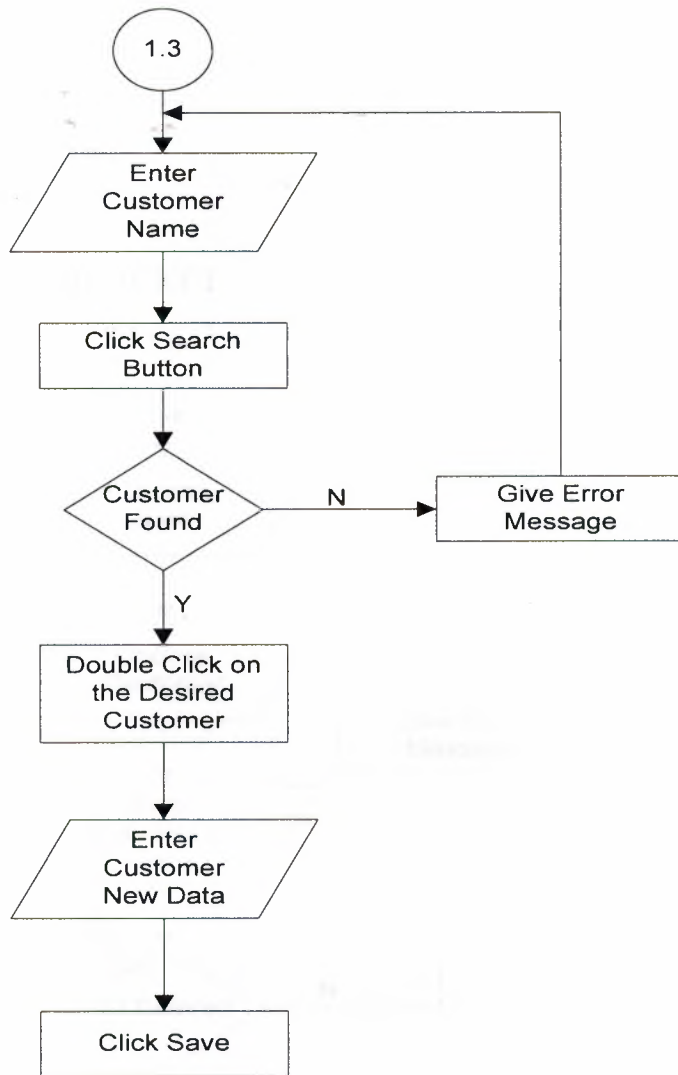 1.3
Enter
Customer
Name
Click Search
Button
Customer
Found
N
Give Error
Message
Y
Double Click on
the Desired
Customer
Enter
Customer
New Data
Click Save